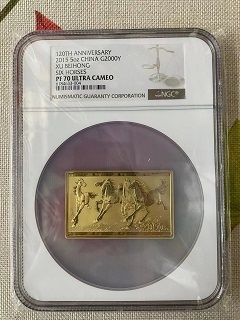 120TH ANNIVERSARY
2015 5oz CHINA G2000Y
XU BEIHONG
SIX HORSES
PF 70 ULTRA CAMEO
NGC
NUMISMATIC GUARANTY CORPORATION